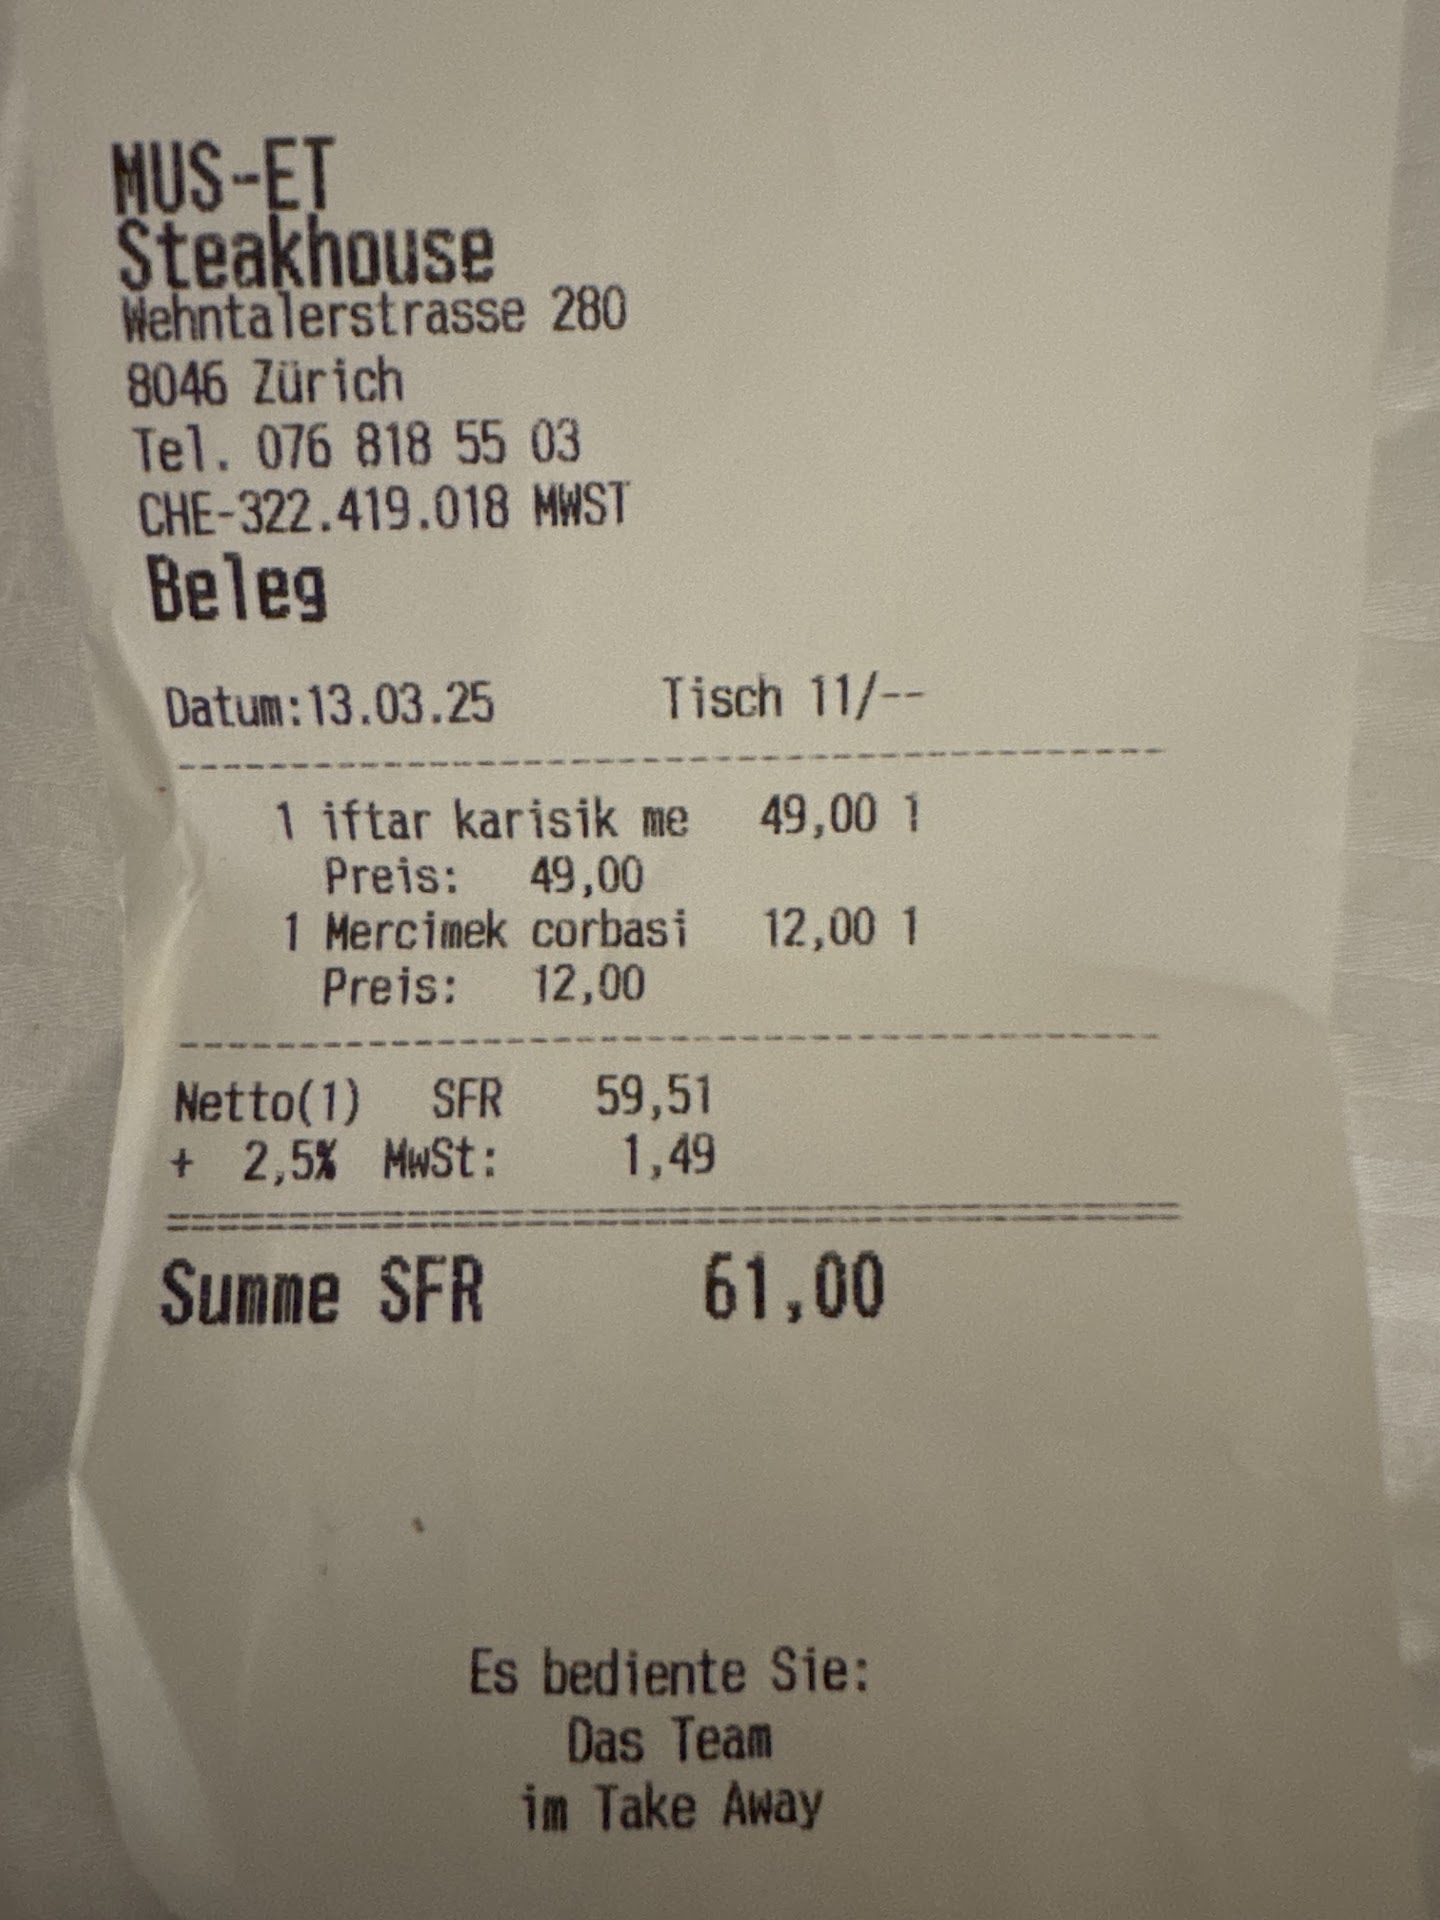 MUS-ET
Steakhouse
Wehntalerstrasse 280
8046 Zürich
Tel. 076 818 55 03
CHE-322.419.018 MWST
Beleg
Datum:13.03.25 Tisch 11/--
1 iftar karisik me 49,00 1
Preis: 49,00
1 Mercimek corbasi 12,00 1
Preis: 12,00
Netto(1) SFR 59,51
+ 2,5% MwSt: 1,49
Summe SFR 61,00
Es bediente Sie:
Das Team
im Take Away